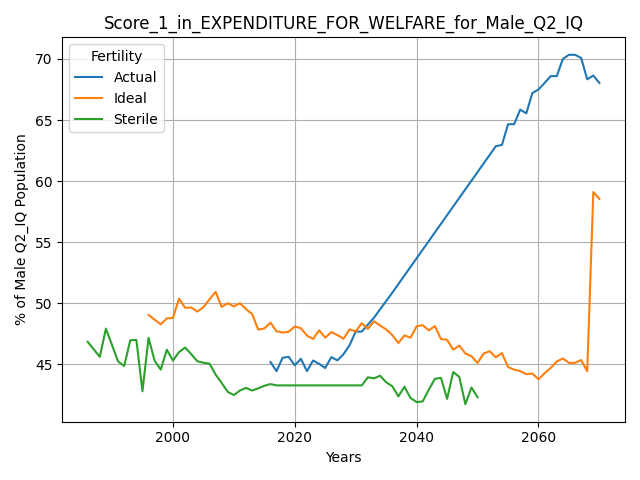 Score_1_in_EXPENDITURE_FOR_WELFARE_for_Male_Q2_IQ
Fertility
Actual
Ideal
Sterile
% of Male Q2_IQ Population
70
65
60
55
50
45
2000
2020
2040
2060
Years